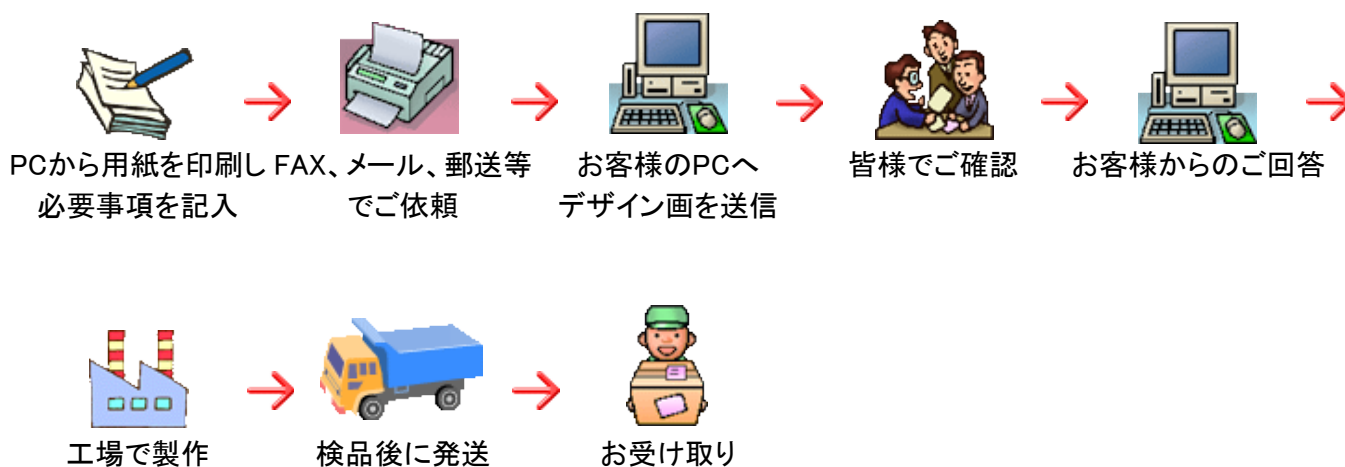 PCから用紙を印刷し
必要事項を記入
FAX、メール、郵送等
でご依頼
お客様のPCへ
デザイン画を送信
皆様でご確認
お客様からのご回答
工場で製作
検品後に発送
お受け取り